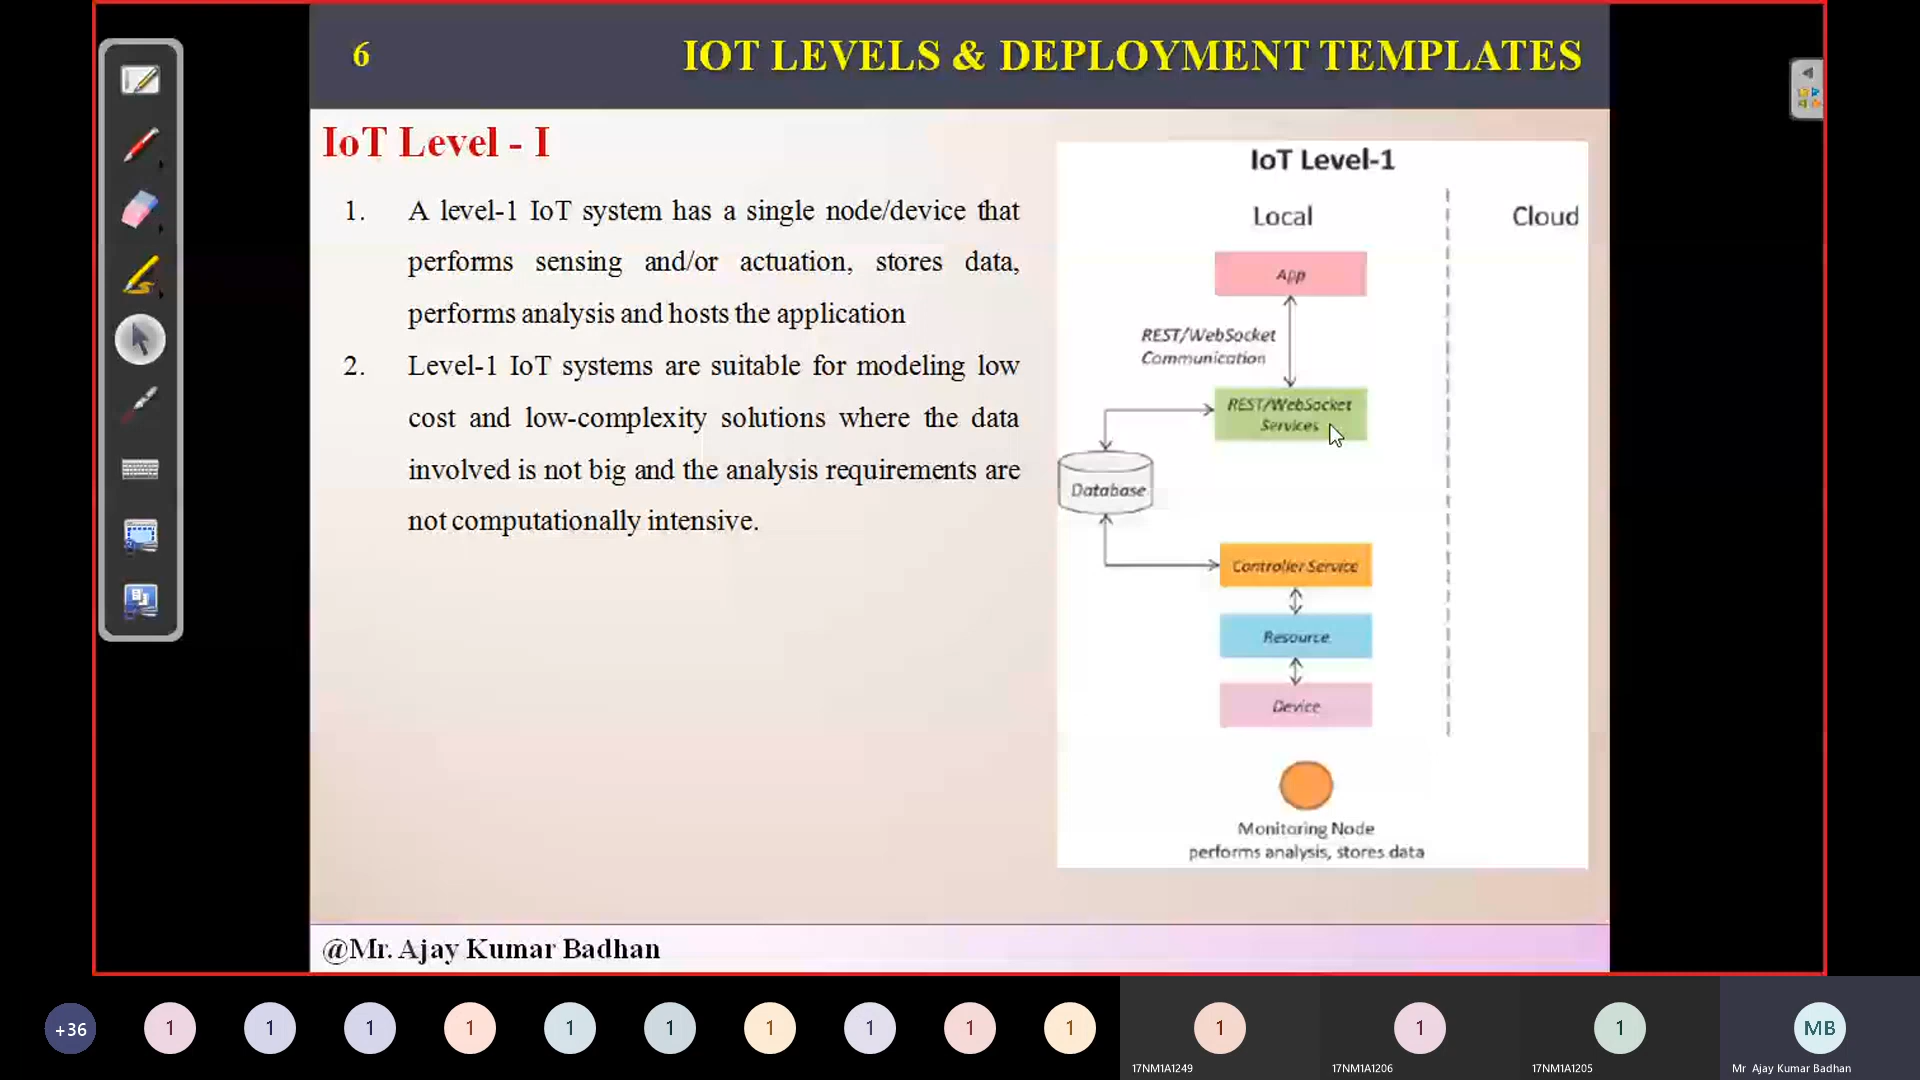 6
IOT LEVELS & DEPLOYMENT TEMPLATES
IoT Level - I
1. A level-1 IoT system has a single node/device that
performs sensing and/or actuation, stores data,
performs analysis and hosts the application
2. Level-1 IoT systems are suitable for modeling low
cost and low-complexity solutions where the data
involved is not big and the analysis requirements are
not computationally intensive.
IoT Level-1
Local
Cloud
App
REST/WebSocket
Communication
REST/WebSocket
Services
Database
Controller Service
Resource
Device
Monitoring Node
performs analysis, stores data
@Mr. Ajay Kumar Badhan
+36
1
1
1
1
1
1
1
1
1
1
1
1
1
MB
17NM1A1249
17NM1A1206
17NM1A1205
Mr Ajay Kumar Badhan